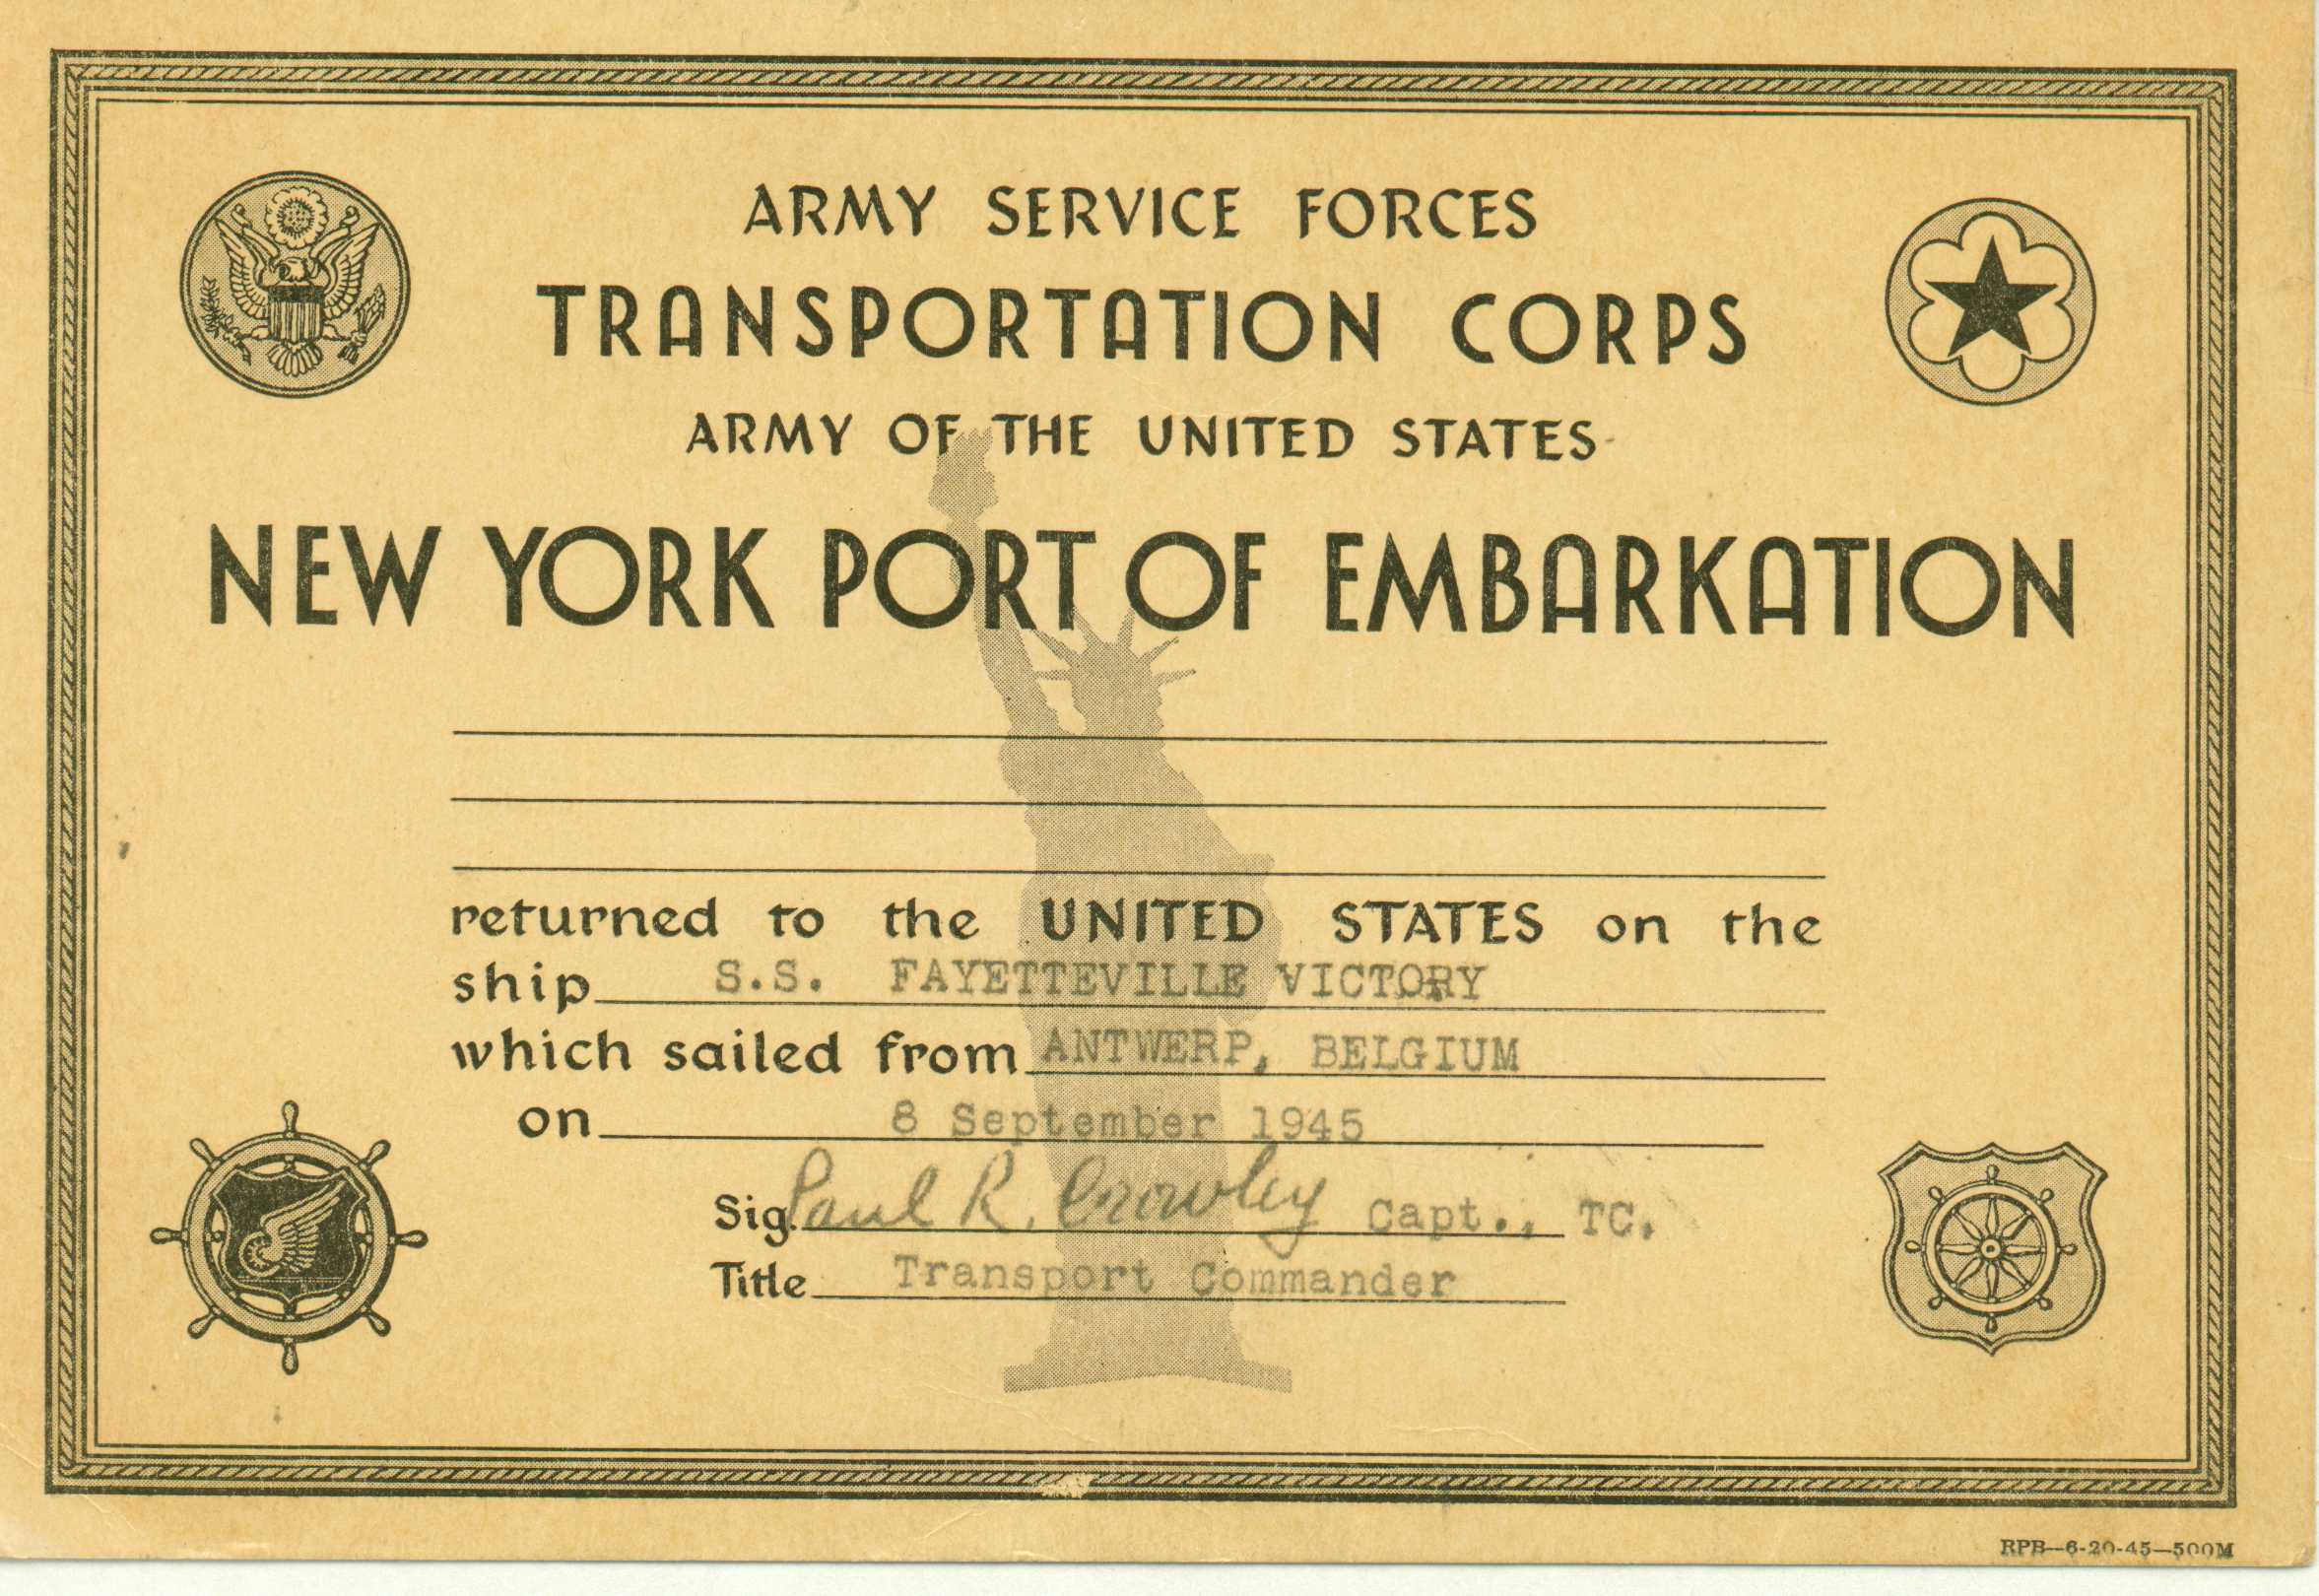 ARMY SERVICE FORCES
TRANSPORTATION CORPS
ARMY OF THE UNITED STATES
NEW YORK PORT OF EMBARKATION
returned to the UNITED STATES on the
ship S.S. FAYETTEVILLE VICTORY
which sailed from ANTWERP, BELGIUM
on 8 September 1945
Sig. Paul R. Crowley Capt., TC.
Title Transport Commander
RPB—6-20-45—500M